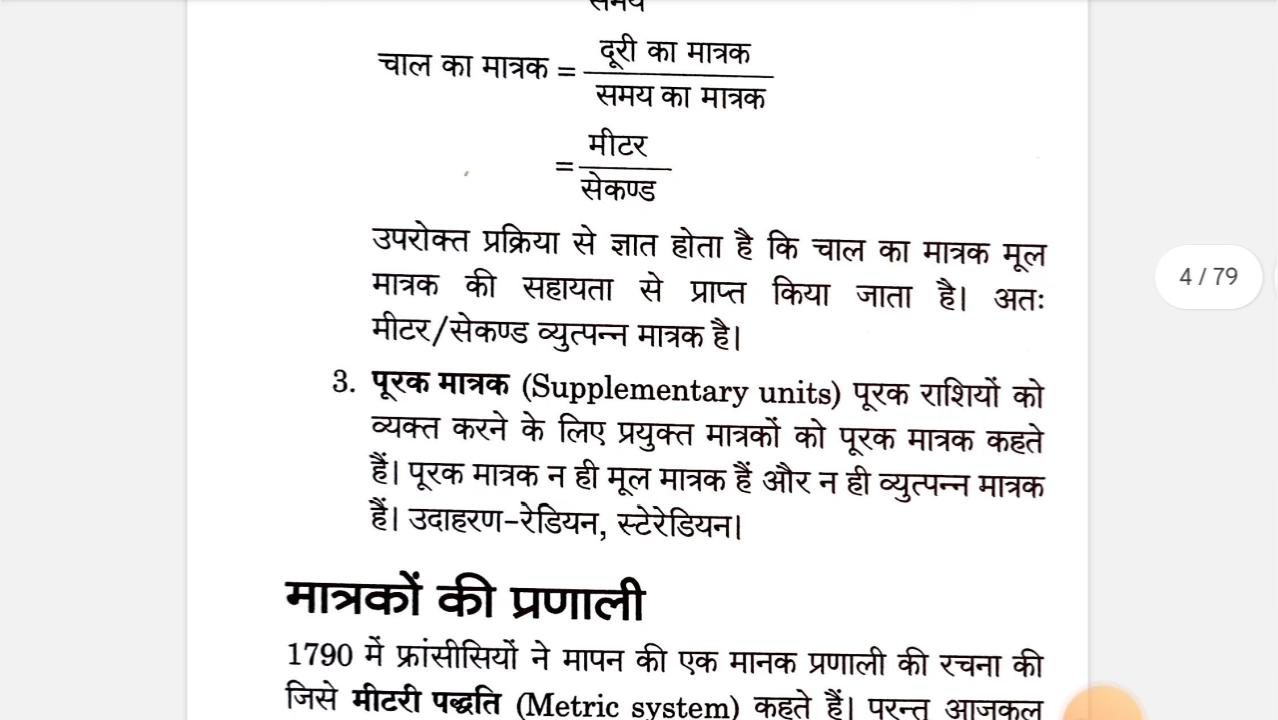 समय
चाल का मात्रक = दूरी का मात्रक
समय का मात्रक
= मीटर
सेकण्ड
उपरोक्त प्रक्रिया से ज्ञात होता है कि चाल का मात्रक मूल
मात्रक की सहायता से प्राप्त किया जाता है। अतः
मीटर/सेकण्ड व्युत्पन्न मात्रक है।
3. पूरक मात्रक (Supplementary units) पूरक राशियों को
व्यक्त करने के लिए प्रयुक्त मात्रकों को पूरक मात्रक कहते
हैं। पूरक मात्रक न ही मूल मात्रक हैं और न ही व्युत्पन्न मात्रक
हैं। उदाहरण-रेडियन, स्टेरेडियन।
मात्रकों की प्रणाली
1790 में फ्रांसीसियों ने मापन की एक मानक प्रणाली की रचना की
जिसे मीटरी पद्धति (Metric system) कहते हैं। परन्तु आजकल
4 / 79